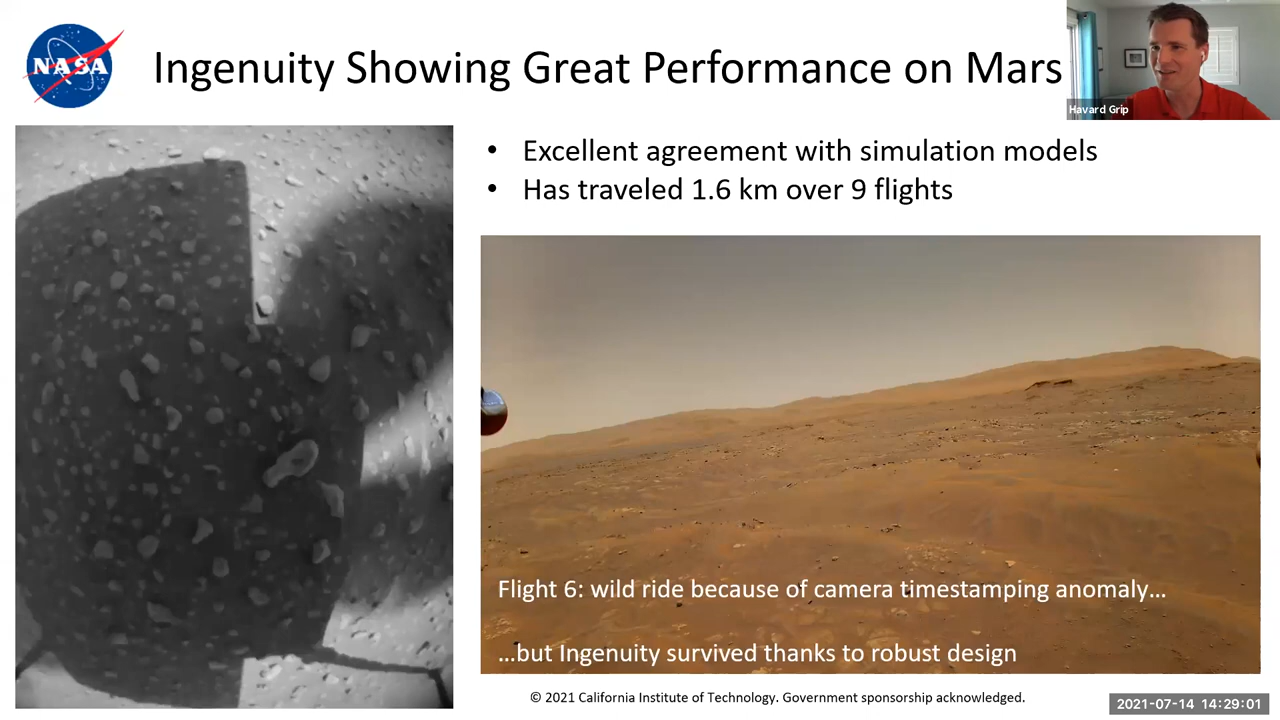 NASA
Ingenuity Showing Great Performance on Mars
Havard Grip
• Excellent agreement with simulation models
• Has traveled 1.6 km over 9 flights
Flight 6: wild ride because of camera timestamping anomaly…
…but Ingenuity survived thanks to robust design
© 2021 California Institute of Technology. Government sponsorship acknowledged.
2021-07-14 14:29:01